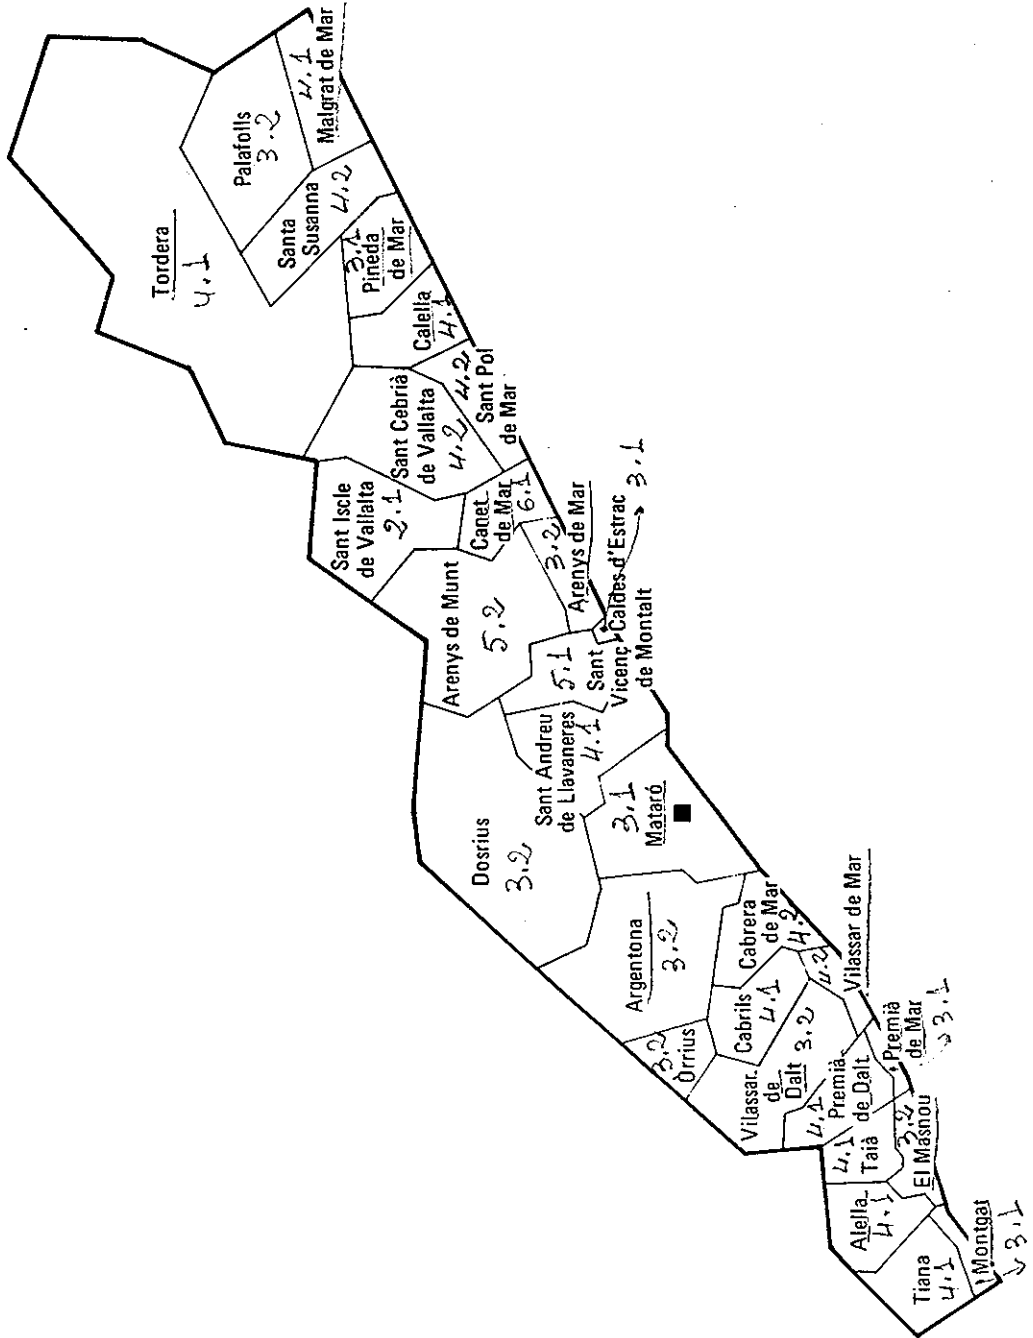 Tordera
4.1
Palafolls
3.2
4.1
Malgrat de Mar
Santa
Susanna
4.2
3.1
Pineda
de Mar
Calella
4.1
Sant Cebrià
de Vallalta
4.2
4.2
Sant Pol
de Mar
Sant Iscle
de Vallalta
2.1
Canet
de Mar
6.1
Arenys de Munt
5.2
3.2
Arenys de Mar
Caldes d'Estrac
3.1
5.1
Sant
Vicenç
de Montalt
Sant Andreu
de Llavaneres
4.1
Dosrius
3.2
3.1
Mataró
Argentona
3.2
Cabrera
de Mar
4.2
Cabrils
4.1
3.2
Orrius
4.2
Vilassar de Mar
Vilassar
de
Dalt 3.2
4.1
Premià
de Dalt
Premià
de Mar
3.1
4.1
Taià
3.2
El Masnou
Alella
4.1
Tiana
4.1
Montgat
3.1